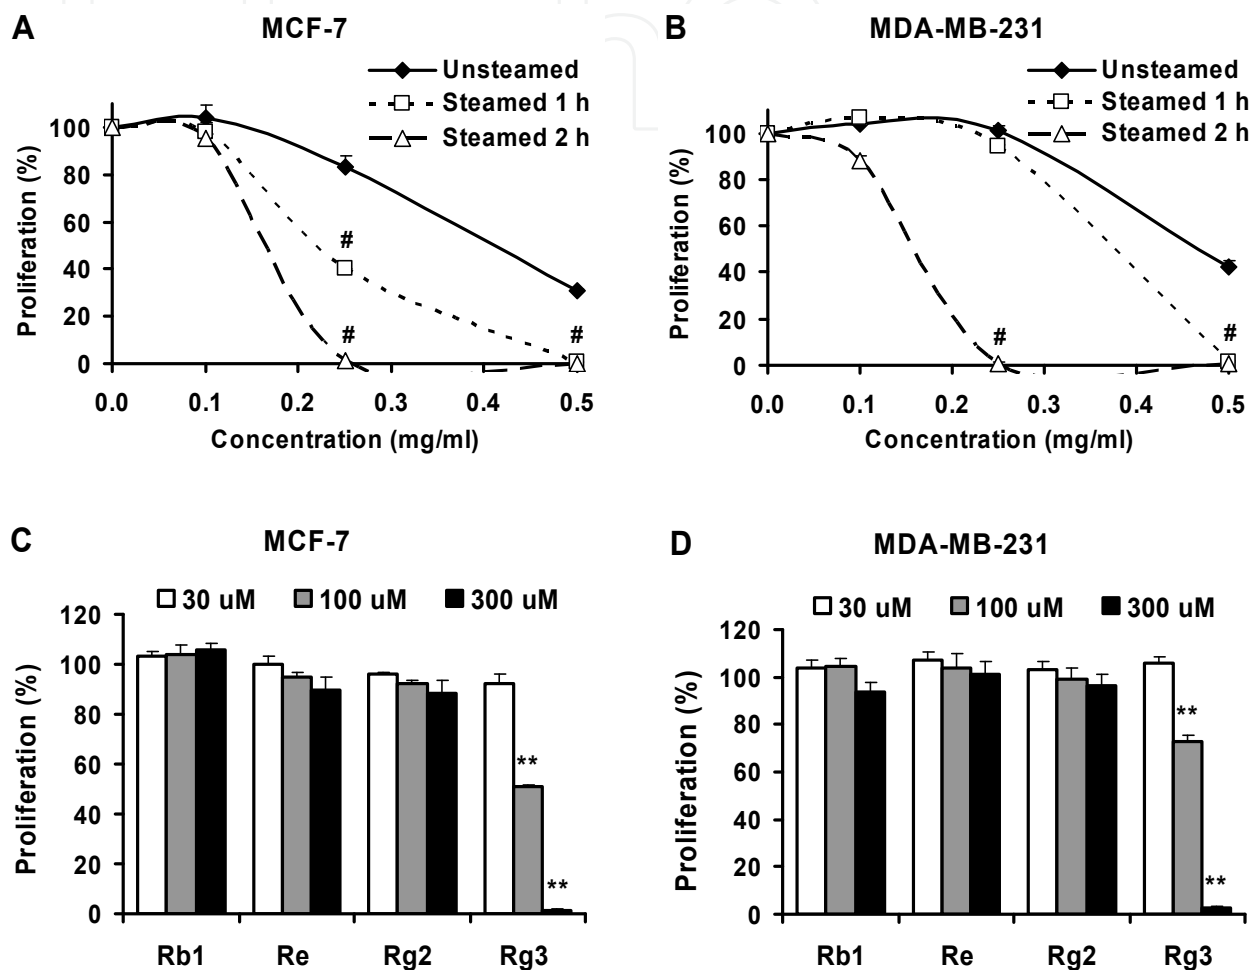 A
MCF-7
Unsteamed
Steamed 1 h
Steamed 2 h
Proliferation (%)
100
80
60
40
20
0
#
#
#
0.0 0.1 0.2 0.3 0.4 0.5
Concentration (mg/ml)
B
MDA-MB-231
Unsteamed
Steamed 1 h
Steamed 2 h
Proliferation (%)
100
80
60
40
20
0
#
#
0.0 0.1 0.2 0.3 0.4 0.5
Concentration (mg/ml)
C
MCF-7
30 uM 100 uM 300 uM
Proliferation (%)
120
100
80
60
40
20
0
**
**
Rb1 Re Rg2 Rg3
D
MDA-MB-231
30 uM 100 uM 300 uM
Proliferation (%)
120
100
80
60
40
20
0
**
**
Rb1 Re Rg2 Rg3